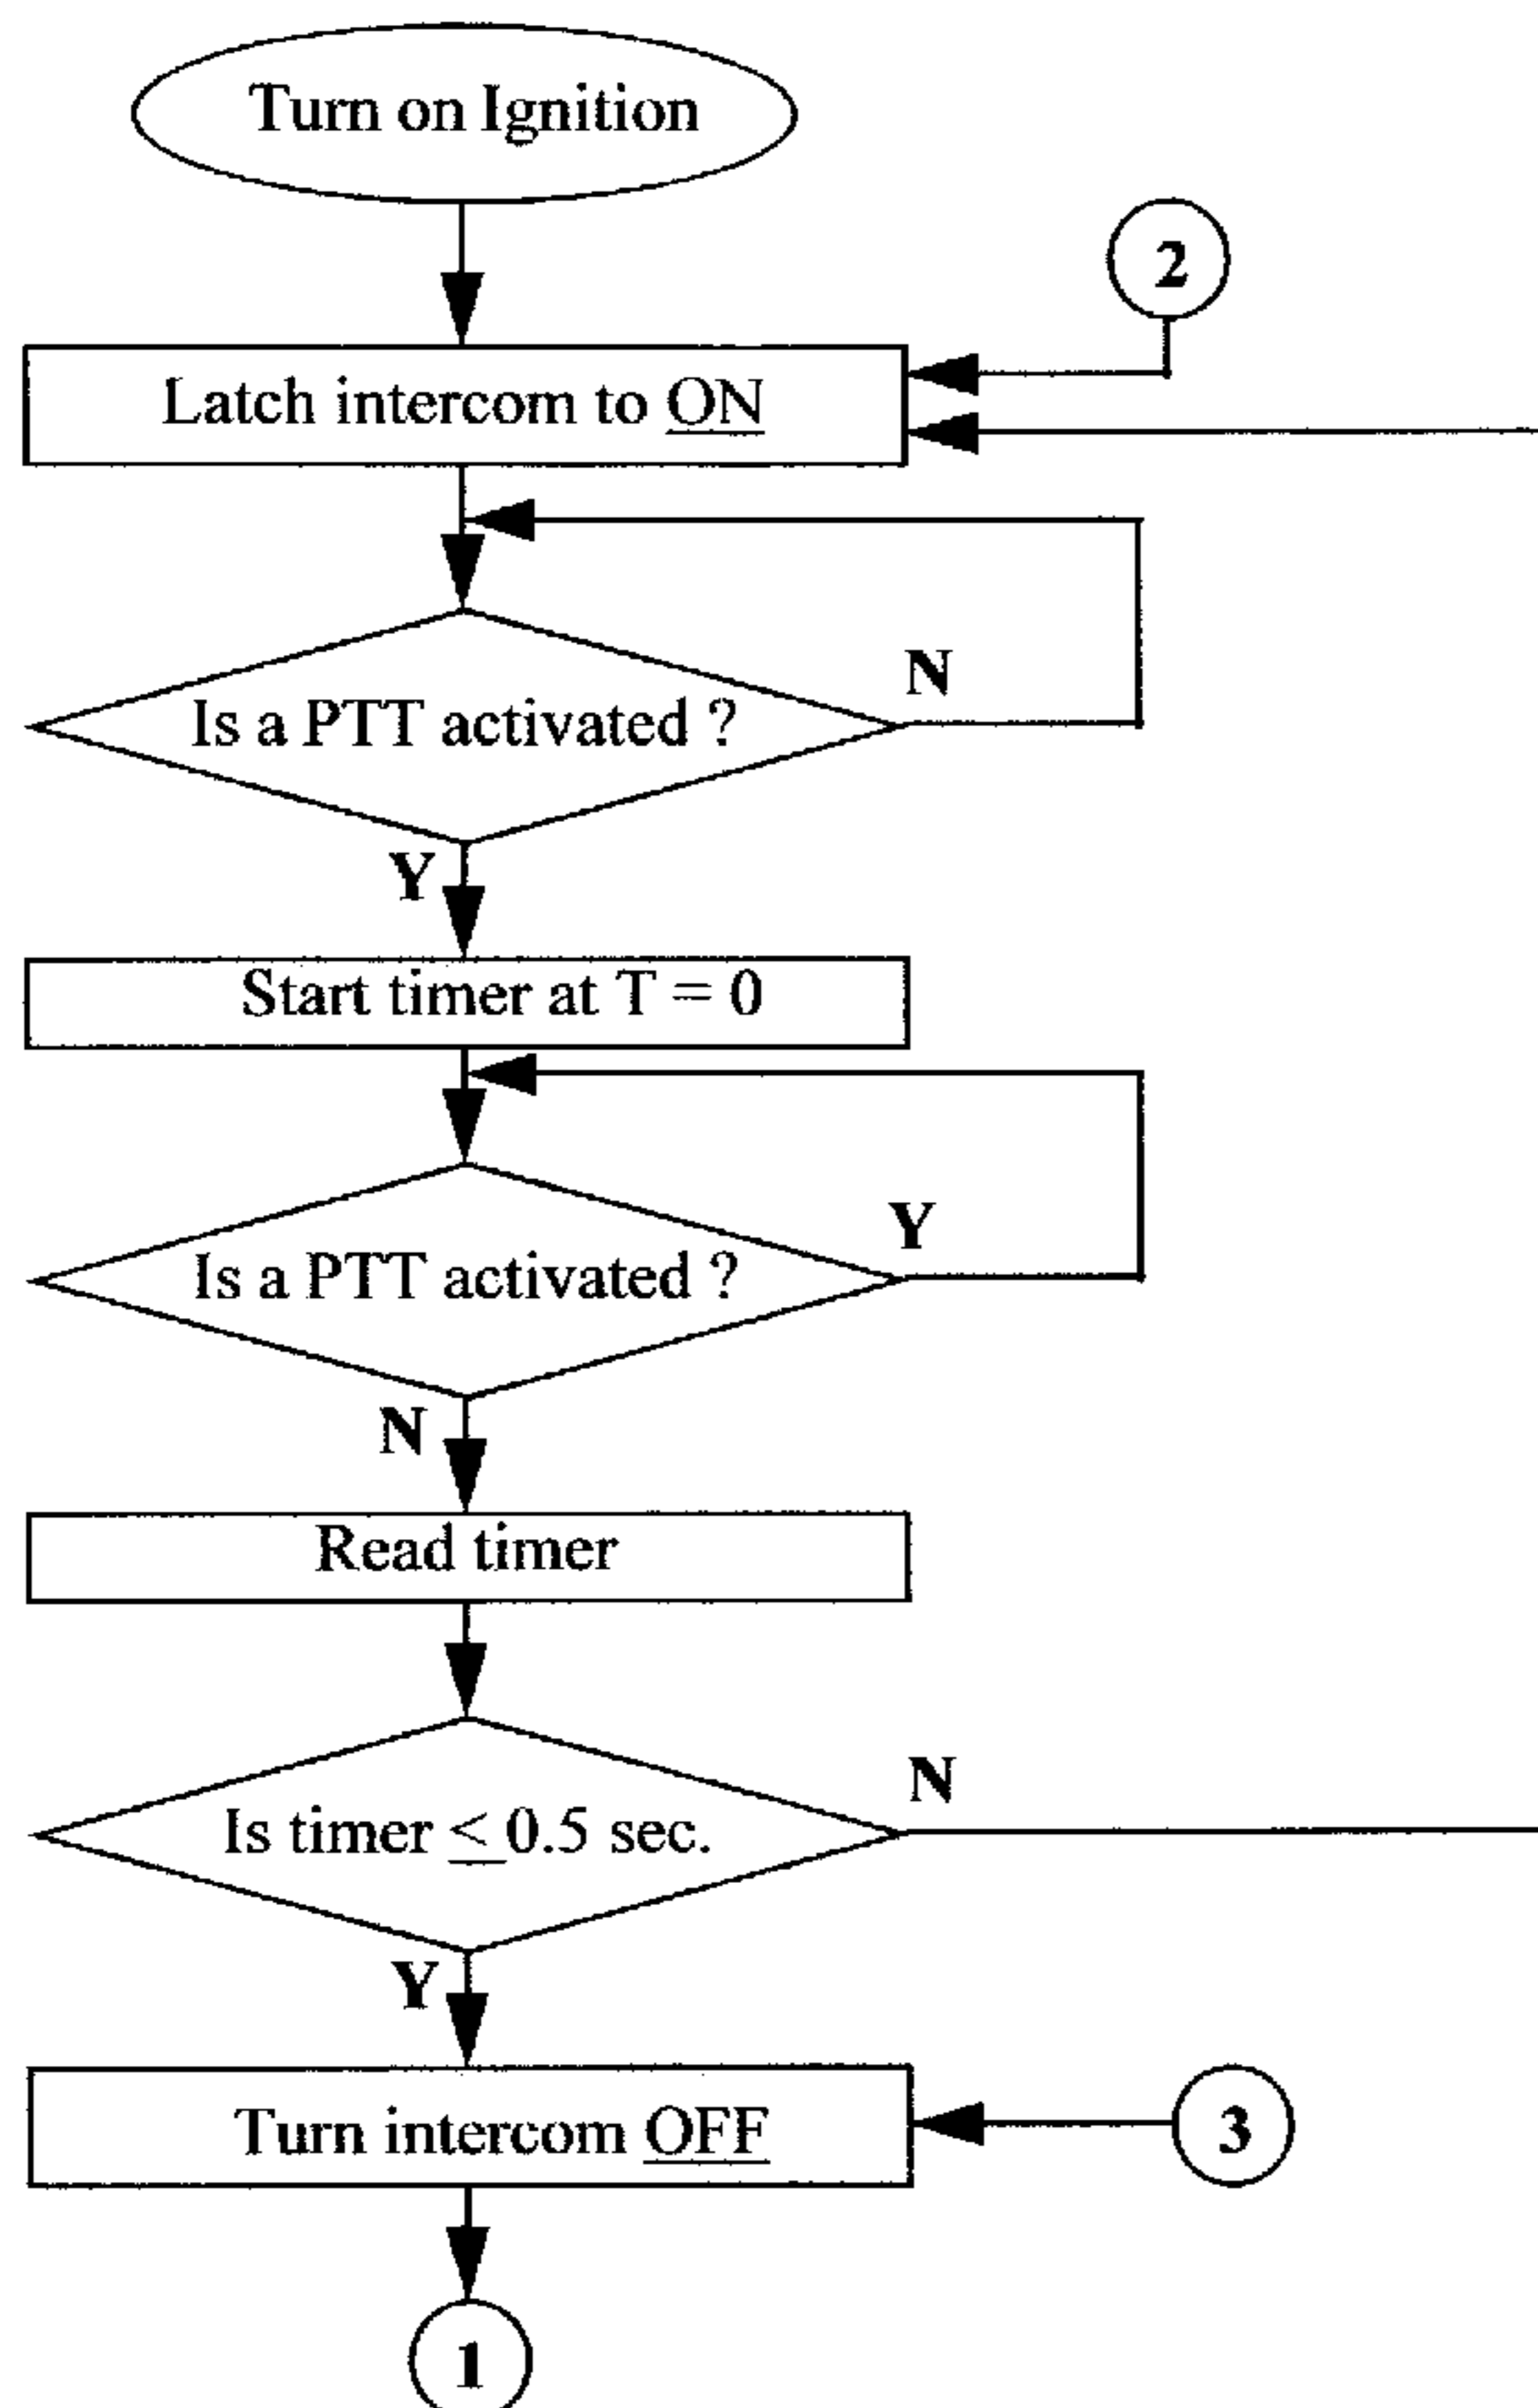 Turn on Ignition
2
Latch intercom to ON
N
Is a PTT activated ?
Y
Start timer at T = 0
Y
Is a PTT activated ?
N
Read timer
N
Is timer ≤ 0.5 sec.
Y
Turn intercom OFF
3
1